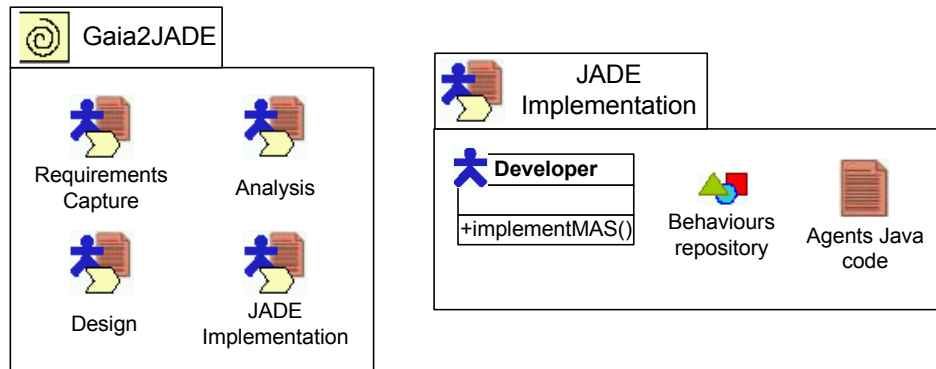 Gaia2JADE
Requirements
Capture
Analysis
Design
JADE
Implementation
JADE
Implementation
Developer
+implementMAS()
Behaviours
repository
Agents Java
code